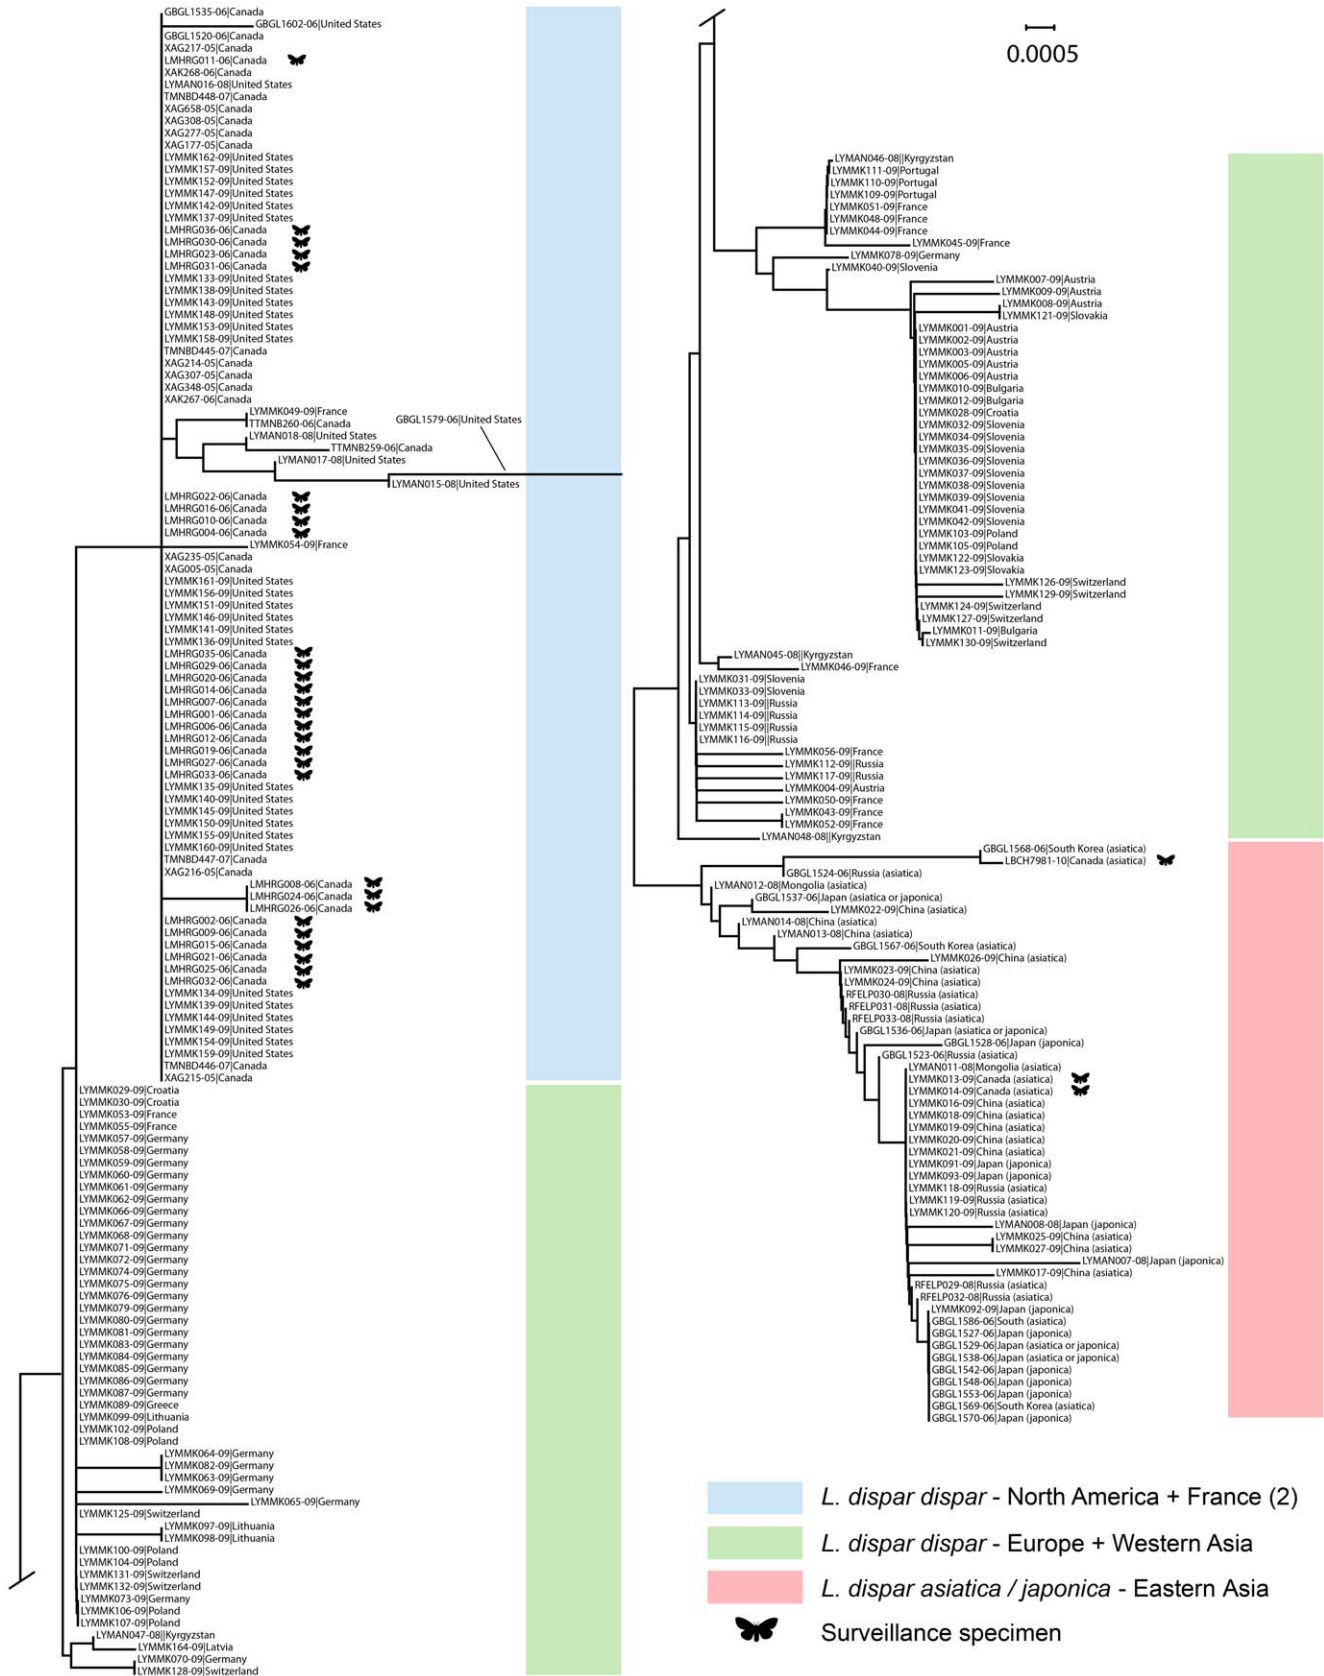 GBGL1535-06|Canada
GBGL1602-06|United States
GBGL1520-06|Canada
XAG217-05|Canada
LMHRG011-06|Canada
XAK268-06|Canada
LYMAN016-08|United States
TMNBD448-07|Canada
XAG658-05|Canada
XAG308-05|Canada
XAG277-05|Canada
XAG177-05|Canada
LYMMK162-09|United States
LYMMK157-09|United States
LYMMK152-09|United States
LYMMK147-09|United States
LYMMK142-09|United States
LYMMK137-09|United States
LMHRG036-06|Canada
LMHRG030-06|Canada
LMHRG023-06|Canada
LMHRG031-06|Canada
LYMMK133-09|United States
LYMMK138-09|United States
LYMMK143-09|United States
LYMMK148-09|United States
LYMMK153-09|United States
LYMMK158-09|United States
TMNBD445-07|Canada
XAG214-05|Canada
XAG307-05|Canada
XAG348-05|Canada
XAK267-06|Canada
LYMMK049-09|France
TTMNB260-06|Canada
GBGL1579-06|United States
LYMAN018-08|United States
TTMNB259-06|Canada
LYMAN017-08|United States
LYMAN015-08|United States
LMHRG022-06|Canada
LMHRG016-06|Canada
LMHRG010-06|Canada
LMHRG004-06|Canada
LYMMK054-09|France
XAG235-05|Canada
XAG005-05|Canada
LYMMK161-09|United States
LYMMK156-09|United States
LYMMK151-09|United States
LYMMK146-09|United States
LYMMK141-09|United States
LYMMK136-09|United States
LMHRG035-06|Canada
LMHRG029-06|Canada
LMHRG020-06|Canada
LMHRG014-06|Canada
LMHRG007-06|Canada
LMHRG001-06|Canada
LMHRG006-06|Canada
LMHRG012-06|Canada
LMHRG019-06|Canada
LMHRG027-06|Canada
LMHRG033-06|Canada
LYMMK135-09|United States
LYMMK140-09|United States
LYMMK145-09|United States
LYMMK150-09|United States
LYMMK155-09|United States
LYMMK160-09|United States
TMNBD447-07|Canada
XAG216-05|Canada
LMHRG008-06|Canada
LMHRG024-06|Canada
LMHRG026-06|Canada
LMHRG002-06|Canada
LMHRG009-06|Canada
LMHRG015-06|Canada
LMHRG021-06|Canada
LMHRG025-06|Canada
LMHRG032-06|Canada
LYMMK134-09|United States
LYMMK139-09|United States
LYMMK144-09|United States
LYMMK149-09|United States
LYMMK154-09|United States
LYMMK159-09|United States
TMNBD446-07|Canada
XAG215-05|Canada
LYMMK029-09|Croatia
LYMMK030-09|Croatia
LYMMK053-09|France
LYMMK055-09|France
LYMMK057-09|Germany
LYMMK058-09|Germany
LYMMK059-09|Germany
LYMMK060-09|Germany
LYMMK061-09|Germany
LYMMK062-09|Germany
LYMMK066-09|Germany
LYMMK067-09|Germany
LYMMK068-09|Germany
LYMMK071-09|Germany
LYMMK072-09|Germany
LYMMK074-09|Germany
LYMMK075-09|Germany
LYMMK076-09|Germany
LYMMK079-09|Germany
LYMMK080-09|Germany
LYMMK081-09|Germany
LYMMK083-09|Germany
LYMMK084-09|Germany
LYMMK085-09|Germany
LYMMK086-09|Germany
LYMMK087-09|Germany
LYMMK089-09|Greece
LYMMK099-09|Lithuania
LYMMK102-09|Poland
LYMMK108-09|Poland
LYMMK064-09|Germany
LYMMK082-09|Germany
LYMMK063-09|Germany
LYMMK069-09|Germany
LYMMK065-09|Germany
LYMMK125-09|Switzerland
LYMMK097-09|Lithuania
LYMMK098-09|Lithuania
LYMMK100-09|Poland
LYMMK104-09|Poland
LYMMK131-09|Switzerland
LYMMK132-09|Switzerland
LYMMK073-09|Germany
LYMMK106-09|Poland
LYMMK107-09|Poland
LYMAN047-08||Kyrgyzstan
LYMMK164-09|Latvia
LYMMK070-09|Germany
LYMMK128-09|Switzerland
0.0005
LYMAN046-08||Kyrgyzstan
LYMMK111-09|Portugal
LYMMK110-09|Portugal
LYMMK109-09|Portugal
LYMMK051-09|France
LYMMK048-09|France
LYMMK044-09|France
LYMMK045-09|France
LYMMK078-09|Germany
LYMMK040-09|Slovenia
LYMMK007-09|Austria
LYMMK009-09|Austria
LYMMK008-09|Austria
LYMMK121-09|Slovakia
LYMMK001-09|Austria
LYMMK002-09|Austria
LYMMK003-09|Austria
LYMMK005-09|Austria
LYMMK006-09|Austria
LYMMK010-09|Bulgaria
LYMMK012-09|Bulgaria
LYMMK028-09|Croatia
LYMMK032-09|Slovenia
LYMMK034-09|Slovenia
LYMMK035-09|Slovenia
LYMMK036-09|Slovenia
LYMMK037-09|Slovenia
LYMMK038-09|Slovenia
LYMMK039-09|Slovenia
LYMMK041-09|Slovenia
LYMMK042-09|Slovenia
LYMMK103-09|Poland
LYMMK105-09|Poland
LYMMK122-09|Slovakia
LYMMK123-09|Slovakia
LYMMK126-09|Switzerland
LYMMK129-09|Switzerland
LYMMK124-09|Switzerland
LYMMK127-09|Switzerland
LYMMK011-09|Bulgaria
LYMMK130-09|Switzerland
LYMAN045-08||Kyrgyzstan
LYMMK046-09|France
LYMMK031-09|Slovenia
LYMMK033-09|Slovenia
LYMMK113-09||Russia
LYMMK114-09||Russia
LYMMK115-09||Russia
LYMMK116-09||Russia
LYMMK056-09|France
LYMMK112-09||Russia
LYMMK117-09||Russia
LYMMK004-09|Austria
LYMMK050-09|France
LYMMK043-09|France
LYMMK052-09|France
LYMAN048-08||Kyrgyzstan
GBGL1568-06|South Korea (asiatica)
LBCH7981-10|Canada (asiatica)
GBGL1524-06|Russia (asiatica)
LYMAN012-08|Mongolia (asiatica)
GBGL1537-06|Japan (asiatica or japonica)
LYMMK022-09|China (asiatica)
LYMAN014-08|China (asiatica)
LYMAN013-08|China (asiatica)
GBGL1567-06|South Korea (asiatica)
LYMMK026-09|China (asiatica)
LYMMK023-09|China (asiatica)
LYMMK024-09|China (asiatica)
RFELP030-08|Russia (asiatica)
RFELP031-08|Russia (asiatica)
RFELP033-08|Russia (asiatica)
GBGL1536-06|Japan (asiatica or japonica)
GBGL1528-06|Japan (japonica)
GBGL1523-06|Russia (asiatica)
LYMAN011-08|Mongolia (asiatica)
LYMMK013-09|Canada (asiatica)
LYMMK014-09|Canada (asiatica)
LYMMK016-09|China (asiatica)
LYMMK018-09|China (asiatica)
LYMMK019-09|China (asiatica)
LYMMK020-09|China (asiatica)
LYMMK021-09|China (asiatica)
LYMMK091-09|Japan (japonica)
LYMMK093-09|Japan (japonica)
LYMMK118-09|Russia (asiatica)
LYMMK119-09|Russia (asiatica)
LYMMK120-09|Russia (asiatica)
LYMAN008-08|Japan (japonica)
LYMMK025-09|China (asiatica)
LYMMK027-09|China (asiatica)
LYMAN007-08|Japan (japonica)
LYMMK017-09|China (asiatica)
RFELP029-08|Russia (asiatica)
RFELP032-08|Russia (asiatica)
LYMMK092-09|Japan (japonica)
GBGL1586-06|South (asiatica)
GBGL1527-06|Japan (japonica)
GBGL1529-06|Japan (asiatica or japonica)
GBGL1538-06|Japan (asiatica or japonica)
GBGL1542-06|Japan (japonica)
GBGL1548-06|Japan (japonica)
GBGL1553-06|Japan (japonica)
GBGL1569-06|South Korea (asiatica)
GBGL1570-06|Japan (japonica)
L. dispar dispar - North America + France (2)
L. dispar dispar - Europe + Western Asia
L. dispar asiatica / japonica - Eastern Asia
Surveillance specimen